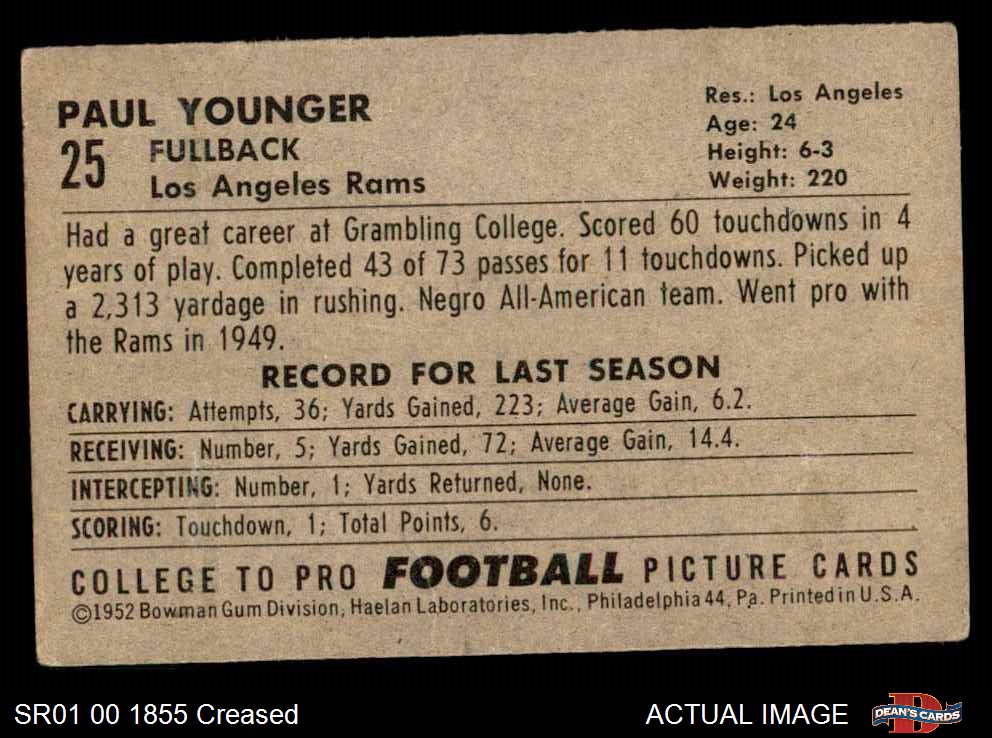 PAUL YOUNGER
25 FULLBACK
Los Angeles Rams
Res.: Los Angeles
Age: 24
Height: 6-3
Weight: 220
Had a great career at Grambling College. Scored 60 touchdowns in 4
years of play. Completed 43 of 73 passes for 11 touchdowns. Picked up
a 2,313 yardage in rushing. Negro All-American team. Went pro with
the Rams in 1949.
RECORD FOR LAST SEASON
CARRYING: Attempts, 36; Yards Gained, 223; Average Gain, 6.2.
RECEIVING: Number, 5; Yards Gained, 72; Average Gain, 14.4.
INTERCEPTING: Number, 1; Yards Returned, None.
SCORING: Touchdown, 1; Total Points, 6.
COLLEGE TO PRO FOOTBALL PICTURE CARDS
©1952 Bowman Gum Division, Haelan Laboratories, Inc., Philadelphia 44, Pa. Printed in U.S.A.
SR01 00 1855 Creased
ACTUAL IMAGE
D
DEAN'S CARDS